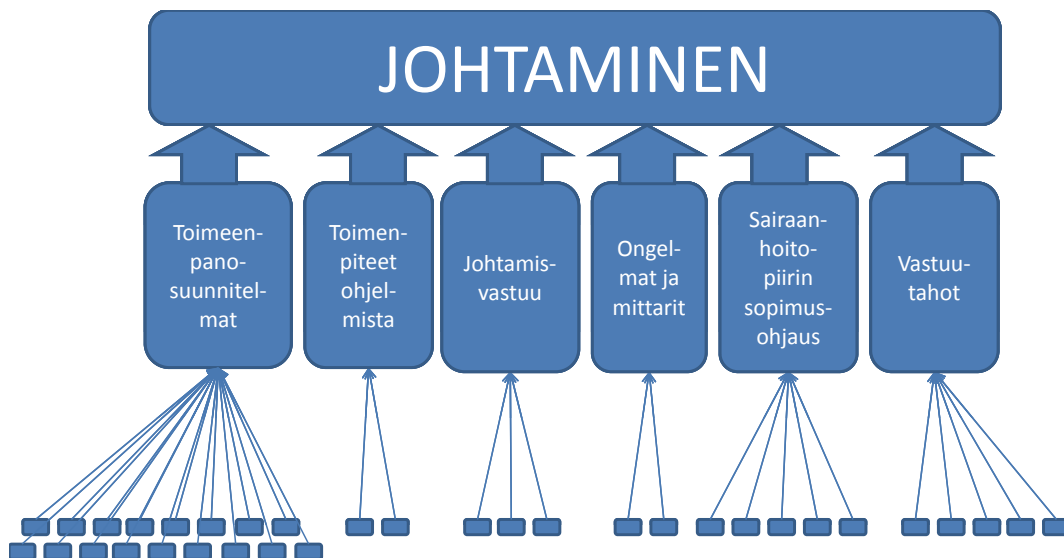 JOHTAMINEN
Toimeen-
pano-
suunnitel-
mat
Toimen-
piteet
ohjel-
mista
Johtamis-
vastuu
Ongel-
mat ja
mittarit
Sairaan-
hoito-
piirin
sopimus-
ohjaus
Vastuu-
tahot